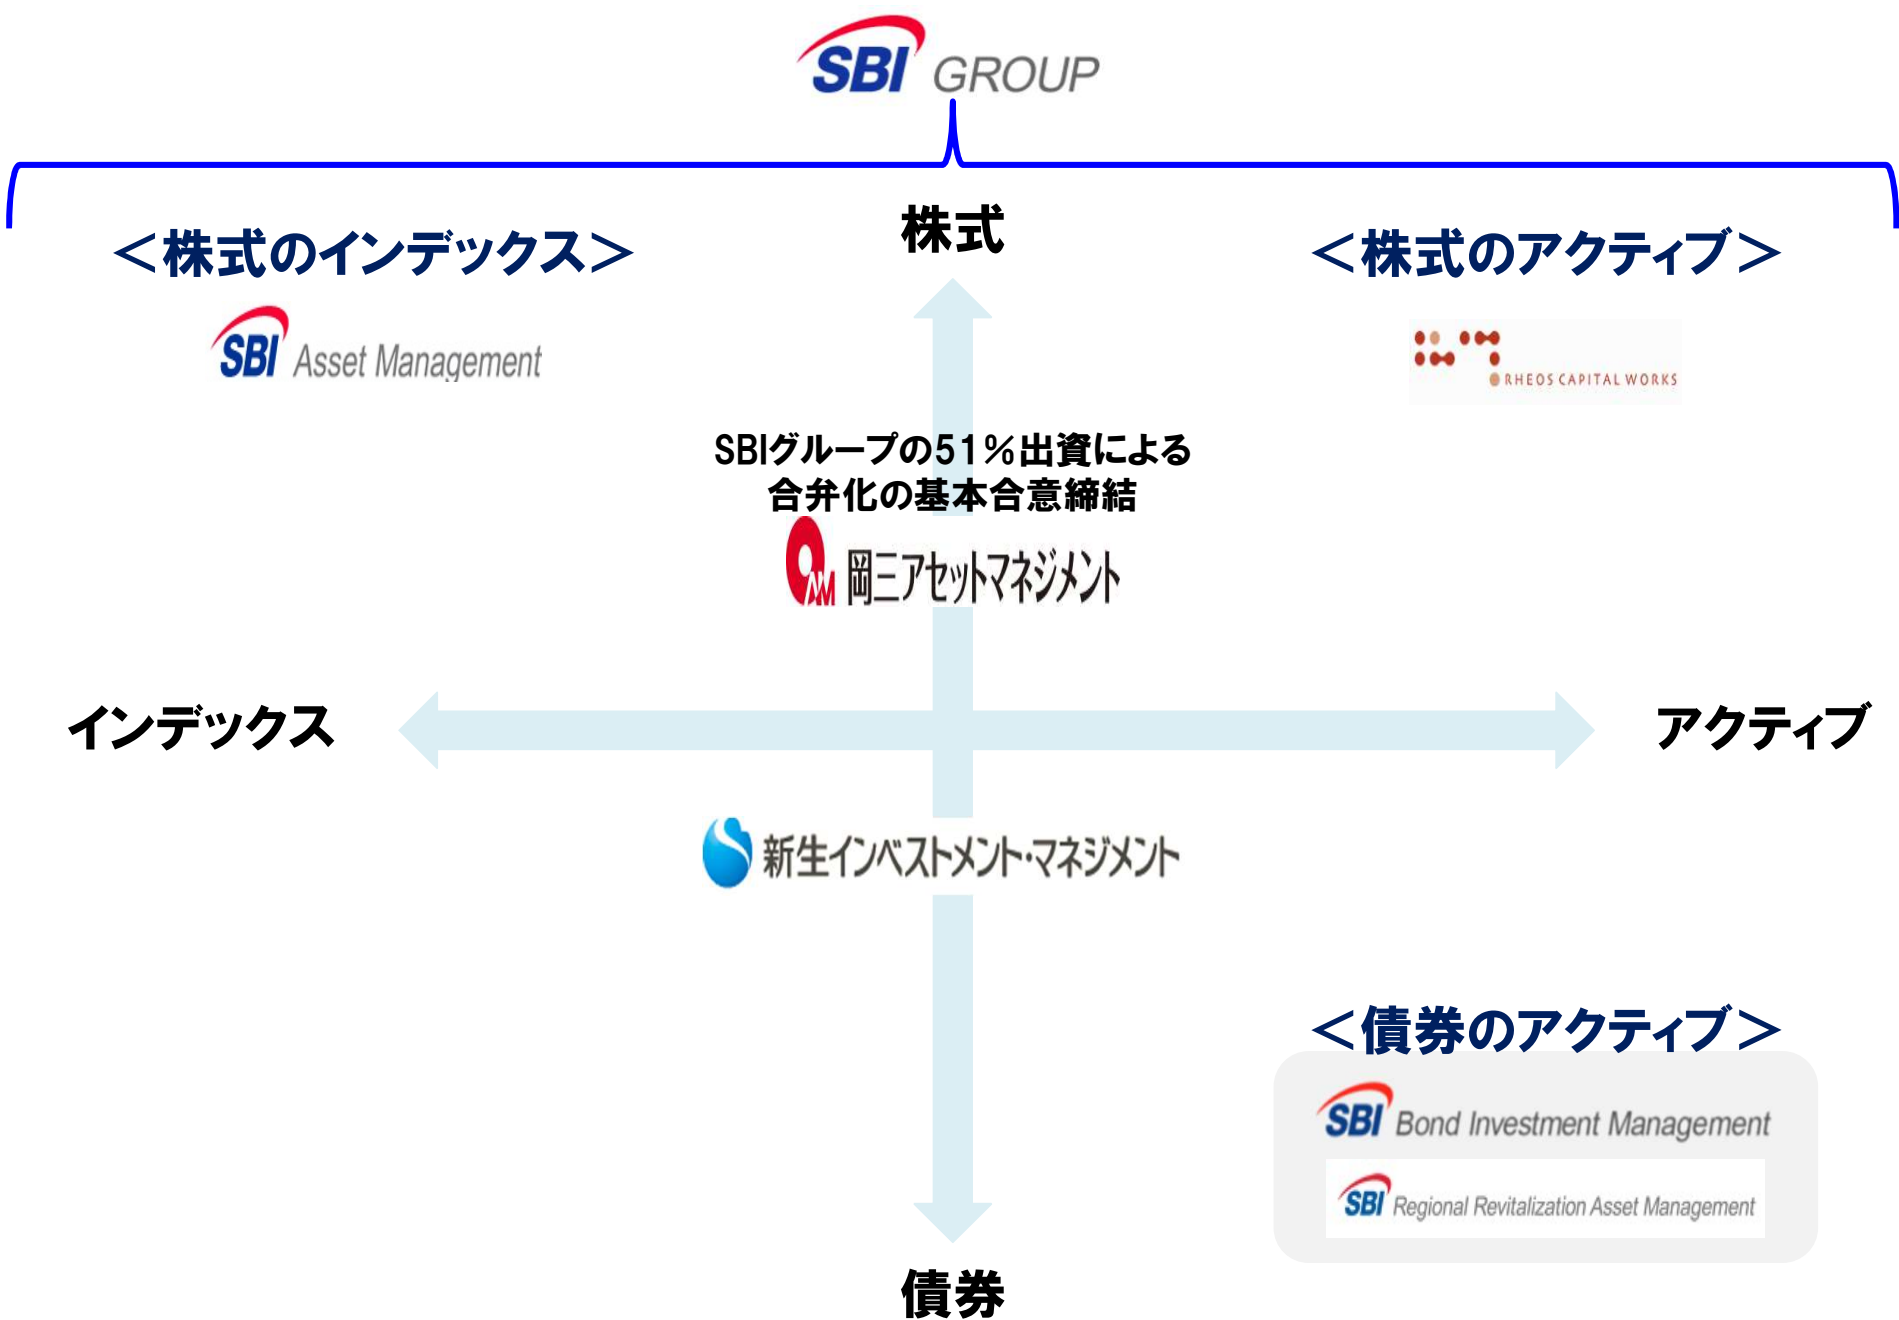 SBI GROUP
株式
＜株式のインデックス＞
＜株式のアクティブ＞
SBI Asset Management
RHEOS CAPITAL WORKS
SBIグループの51％出資による
合弁化の基本合意締結
OAM 岡三アセットマネジメント
インデックス
アクティブ
新生インベストメント・マネジメント
＜債券のアクティブ＞
SBI Bond Investment Management
SBI Regional Revitalization Asset Management
債券